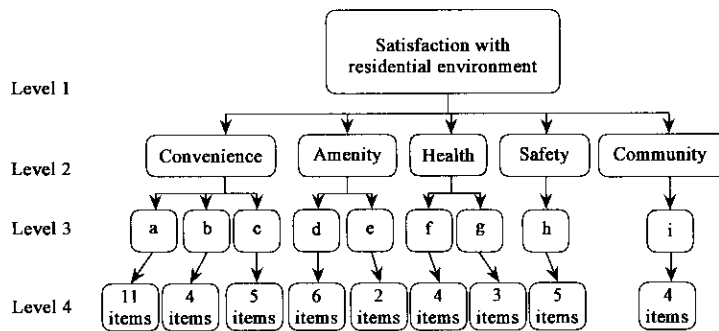 Satisfaction with
residential environment
Level 1
Convenience
Amenity
Health
Safety
Community
Level 2
Level 3
a
b
c
d
e
f
g
h
i
Level 4
11
items
4
items
5
items
6
items
2
items
4
items
3
items
5
items
4
items